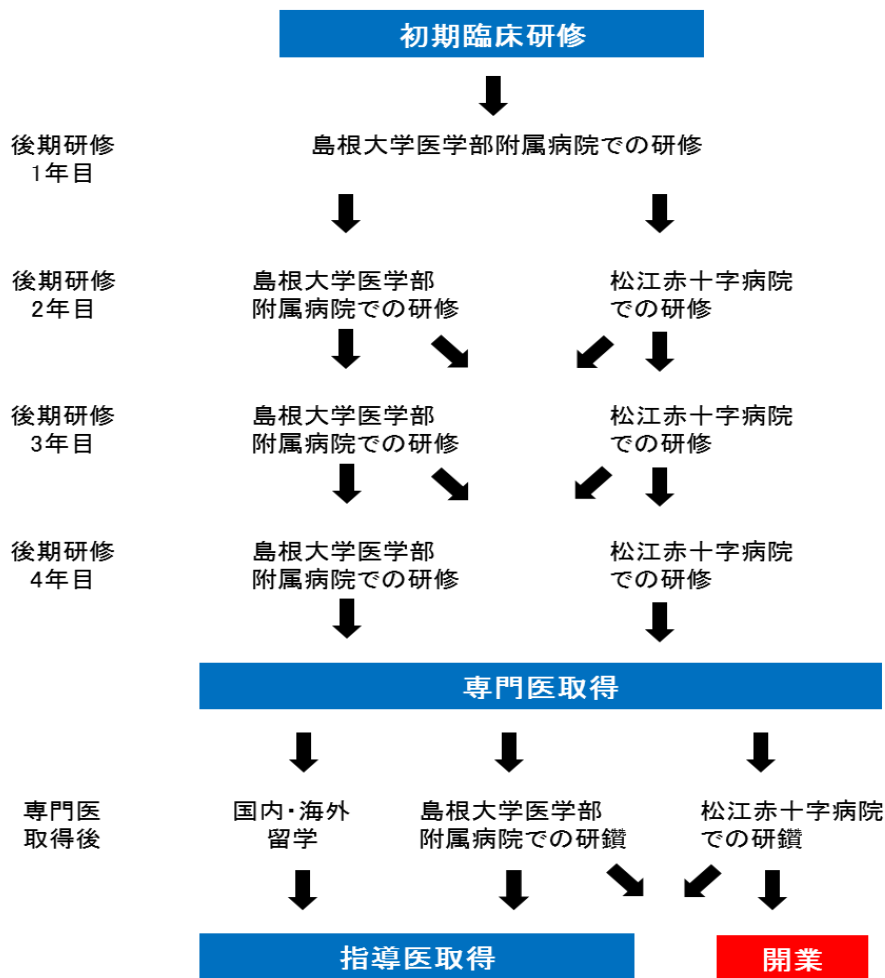 初期臨床研修
後期研修
1年目
島根大学医学部附属病院での研修
後期研修
2年目
島根大学医学部
附属病院での研修
松江赤十字病院
での研修
後期研修
3年目
島根大学医学部
附属病院での研修
松江赤十字病院
での研修
後期研修
4年目
島根大学医学部
附属病院での研修
松江赤十字病院
での研修
専門医取得
専門医
取得後
国内・海外
留学
島根大学医学部
附属病院での研鑽
松江赤十字病院
での研鑽
指導医取得
開業